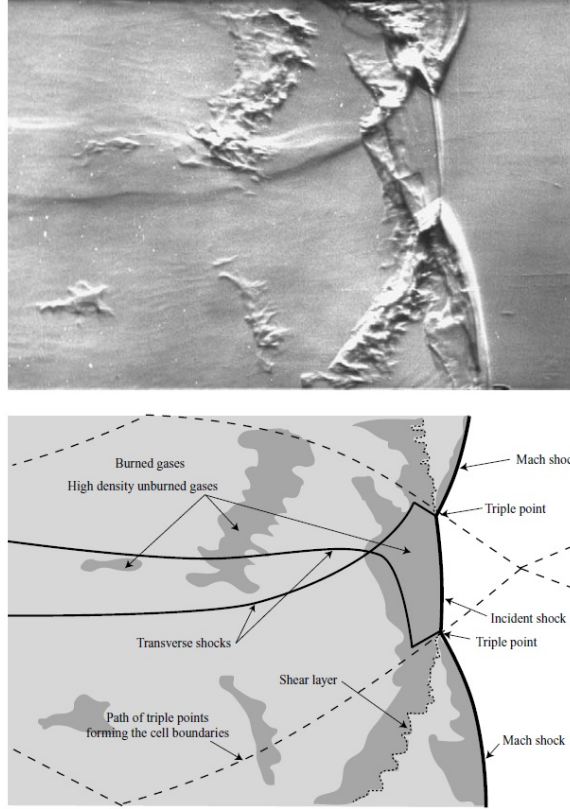 Burned gases
High density unburned gases
Mach shoc
Triple point
Incident shock
Transverse shocks
Triple point
Shear layer
Path of triple points
forming the cell boundaries
Mach shock